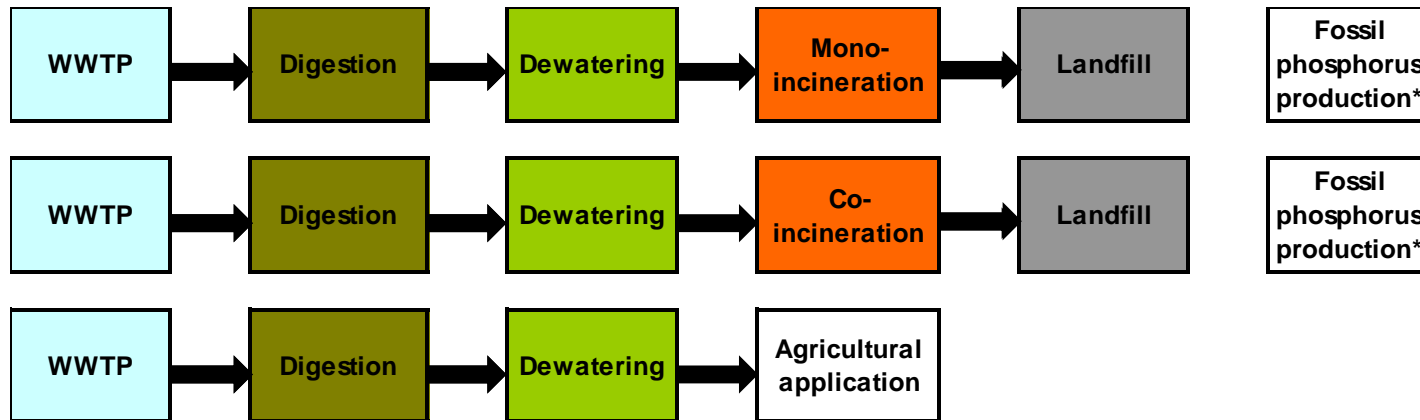 WWTP
Digestion
Dewatering
Mono-
incineration
Landfill
Fossil
phosphorus
production*
WWTP
Digestion
Dewatering
Co-
incineration
Landfill
Fossil
phosphorus
production*
WWTP
Digestion
Dewatering
Agricultural
application